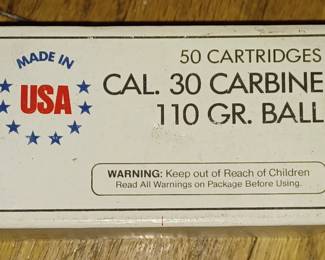 MADE IN
USA
50 CARTRIDGES
CAL. 30 CARBINE
110 GR. BALL
WARNING: Keep out of Reach of Children
Read All Warnings on Package Before Using.